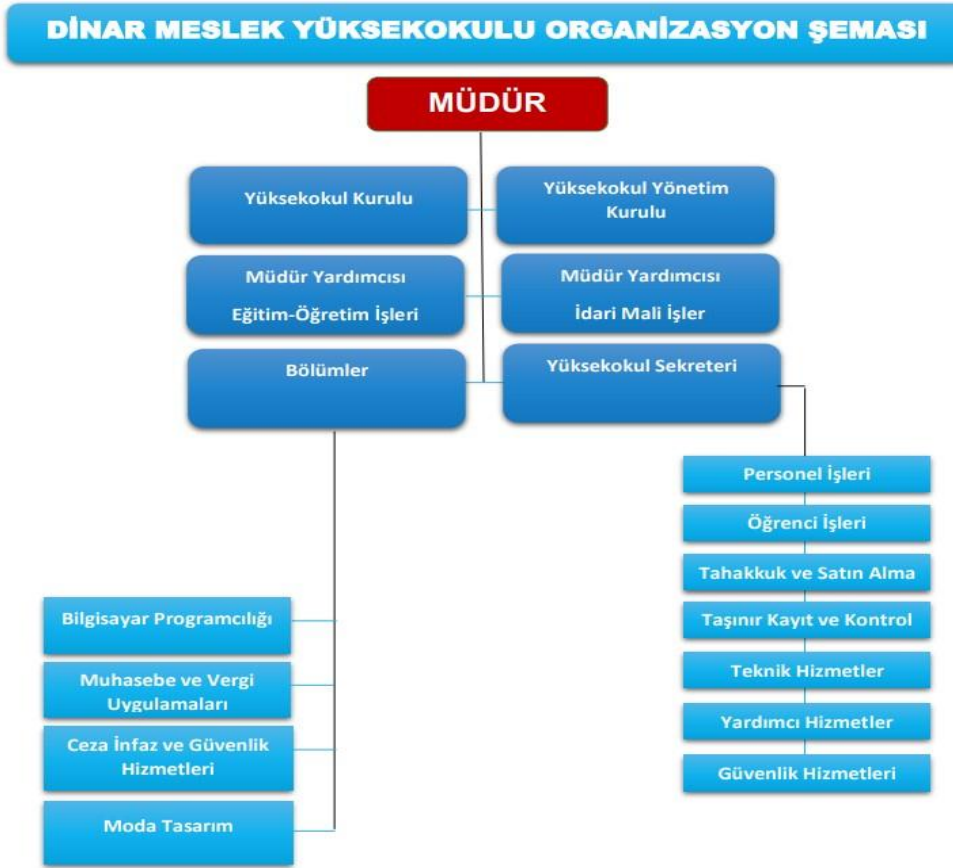 DİNAR MESLEK YÜKSEKOKULU ORGANİZASYON ŞEMASI
MÜDÜR
Yüksekokul Kurulu
Yüksekokul Yönetim
Kurulu
Müdür Yardımcısı
Eğitim-Öğretim İşleri
Müdür Yardımcısı
İdari Mali İşler
Bölümler
Yüksekokul Sekreteri
Personel İşleri
Öğrenci İşleri
Tahakkuk ve Satın Alma
Taşınır Kayıt ve Kontrol
Teknik Hizmetler
Yardımcı Hizmetler
Güvenlik Hizmetleri
Bilgisayar Programcılığı
Muhasebe ve Vergi
Uygulamaları
Ceza İnfaz ve Güvenlik
Hizmetleri
Moda Tasarım